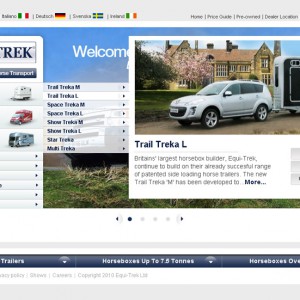 Italiano | Deutsch | Svenska | Ireland
Home | Price Guide | Pre-owned | Dealer Location
TREK
ome Transport
Welcome
Trail Treka M
Trail Treka L
Space Treka M
Space Treka L
Show Treka M
Show Treka L
Star Treka
Multi Treka
Trail Treka L
Britains' largest horsebox builder, Equi-Trek,
continue to build on their already succesful range
of patented side loading horse trailers. The new
Trail Treka 'M' has been developed to... More...
Trailers
Horseboxes Up To 7.5 Tonnes
Horseboxes Ove
acy policy | Shows | Careers | Copyright 2010 Equi-Trek Ltd